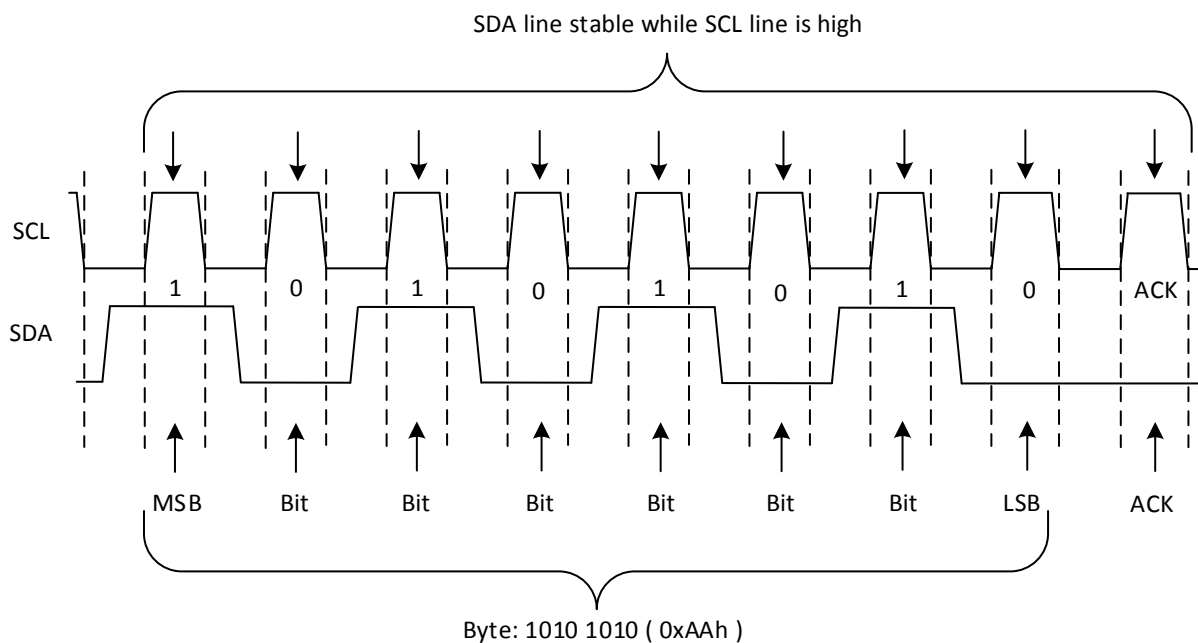 SDA line stable while SCL line is high
SCL
1 0 1 0 1 0 1 0 ACK
SDA
MSB Bit Bit Bit Bit Bit Bit LSB ACK
Byte: 1010 1010 ( 0xAAh )